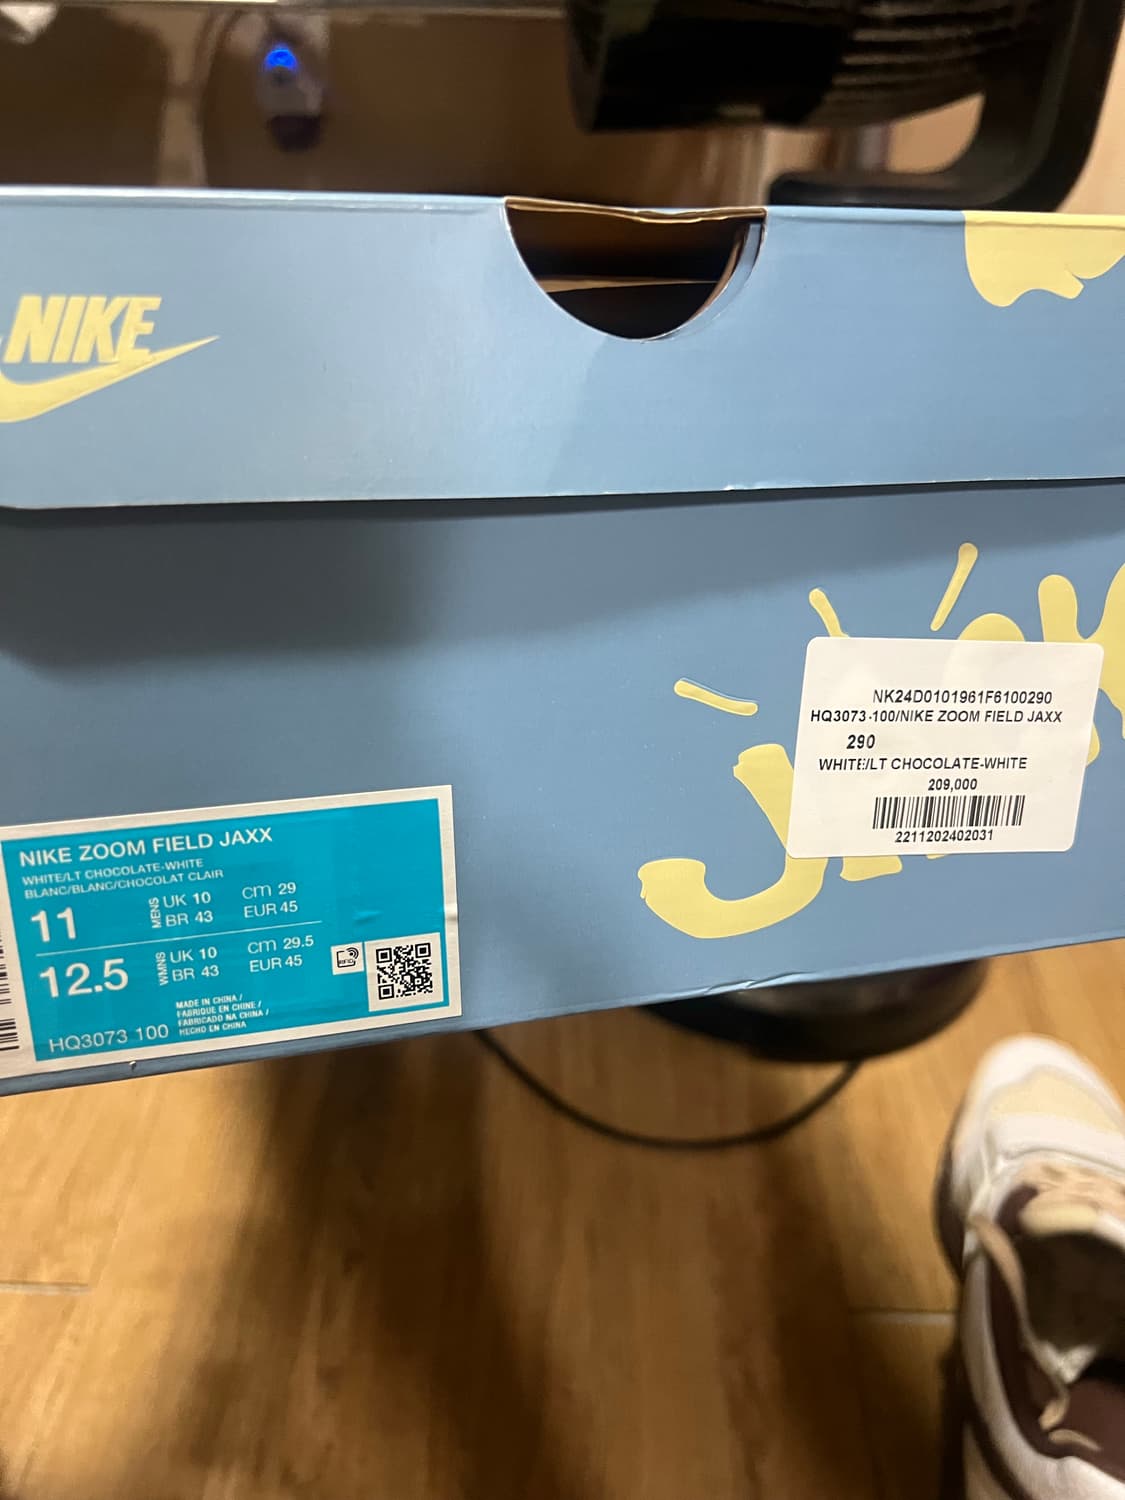 NIKE
NK24D0101961F6100290
HQ3073-100/NIKE ZOOM FIELD JAXX
290
WHITE/LT CHOCOLATE-WHITE
209,000
2211202402031
NIKE ZOOM FIELD JAXX
WHITE/LT CHOCOLATE-WHITE
BLANC/BLANC/CHOCOLAT CLAIR
11 MENS UK 10 cm 29
BR 43 EUR 45
12.5 WMNS UK 10 cm 29.5
BR 43 EUR 45
MADE IN CHINA /
FABRIQUE EN CHINE /
FABRICADO NA CHINA /
HECHO EN CHINA
HQ3073 100